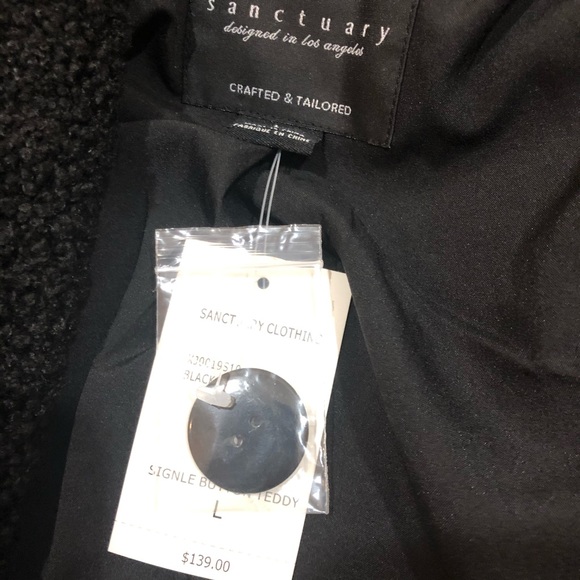 sanctuary
designed in los angeles
CRAFTED & TAILORED
FABRIQUE EN CHINE
SANCTUARY CLOTHING
BLACK
SIGNLE BUTTON TEDDY
L
$139.00